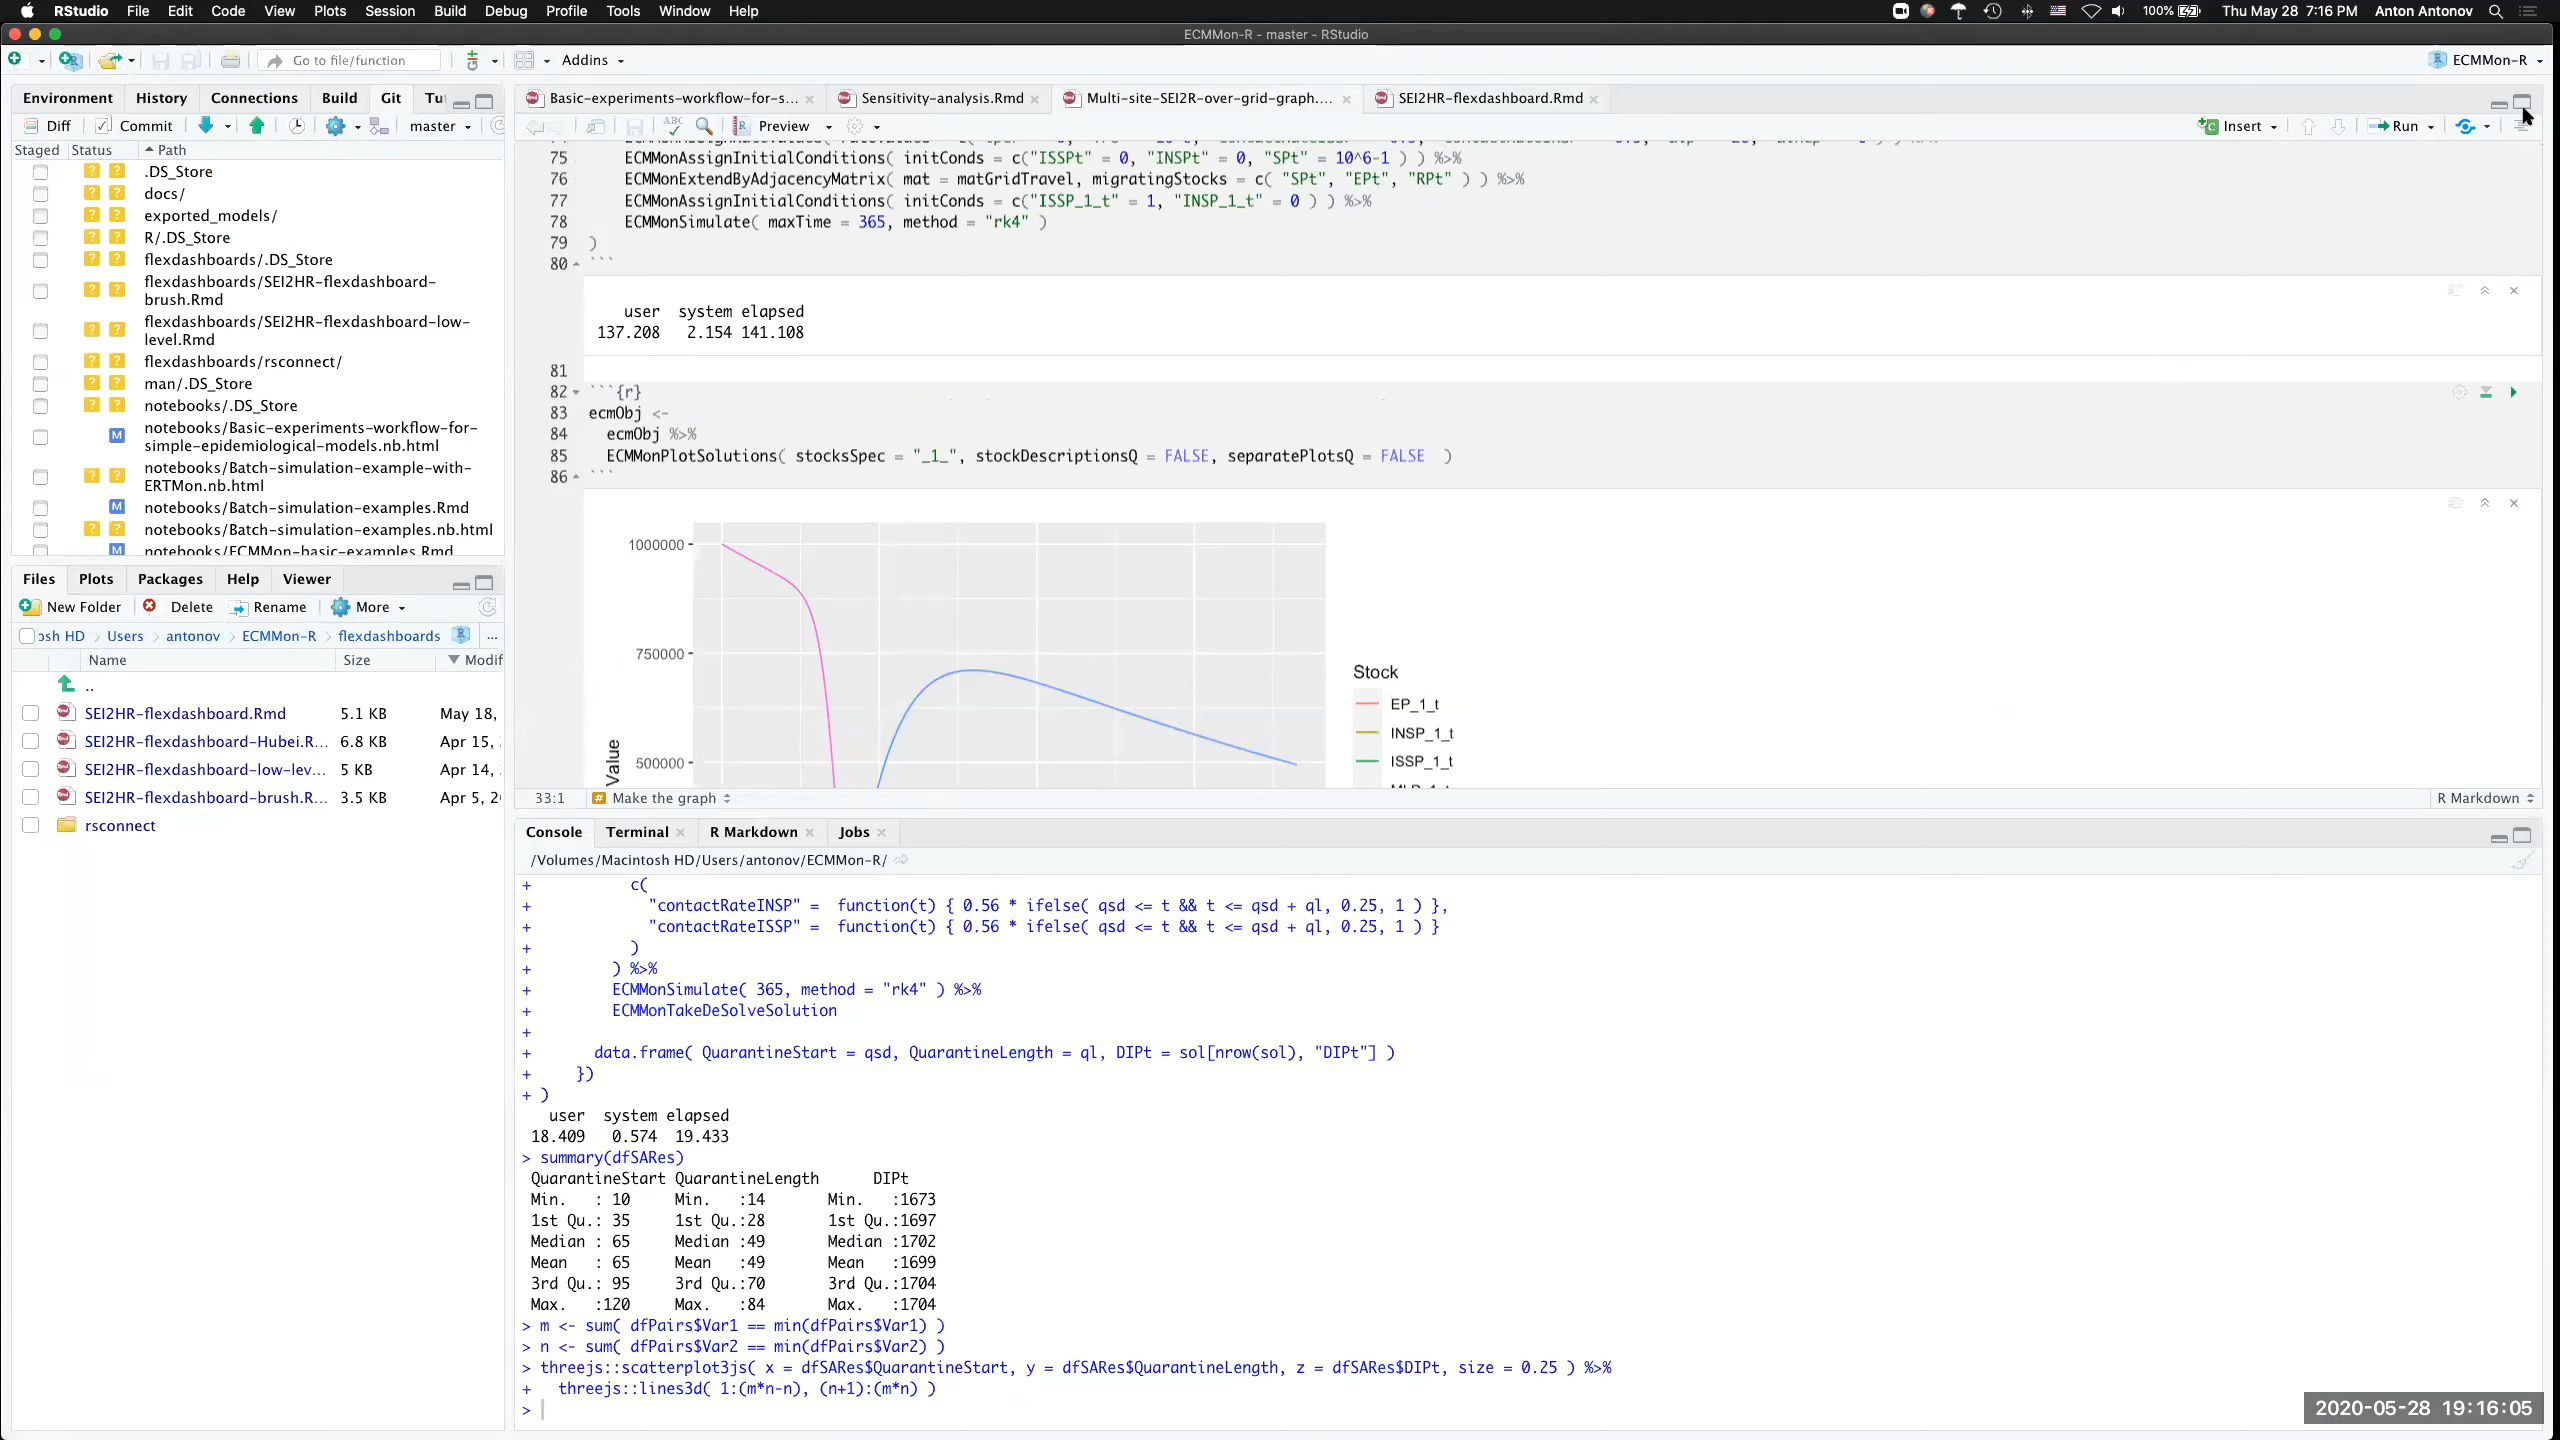 RStudio File Edit Code View Plots Session Build Debug Profile Tools Window Help 100% Thu May 28 7:16 PM Anton Antonov
ECMMon-R - master - RStudio
Go to file/function Addins ECMMon-R
Environment History Connections Build Git
Diff Commit master
Staged Status Path
.DS_Store
docs/
exported_models/
R/.DS_Store
flexdashboards/.DS_Store
flexdashboards/SEI2HR-flexdashboard-
brush.Rmd
flexdashboards/SEI2HR-flexdashboard-low-
level.Rmd
flexdashboards/rsconnect/
man/.DS_Store
notebooks/.DS_Store
M notebooks/Basic-experiments-workflow-for-
simple-epidemiological-models.nb.html
notebooks/Batch-simulation-example-with-
ERTMon.nb.html
M notebooks/Batch-simulation-examples.Rmd
notebooks/Batch-simulation-examples.nb.html
M notebooks/ECMMon-basic-examples.Rmd
Files Plots Packages Help Viewer
New Folder Delete Rename More
osh HD Users antonov ECMMon-R flexdashboards ...
Name Size Modif
..
SEI2HR-flexdashboard.Rmd 5.1 KB May 18,
SEI2HR-flexdashboard-Hubei.R... 6.8 KB Apr 15,
SEI2HR-flexdashboard-low-lev... 5 KB Apr 14,
SEI2HR-flexdashboard-brush.R... 3.5 KB Apr 5, 2
rsconnect
Basic-experiments-workflow-for-s... Sensitivity-analysis.Rmd Multi-site-SEI2R-over-grid-graph.... SEI2HR-flexdashboard.Rmd
ABC Preview Insert Run
75 ECMMonAssignInitialConditions( initConds = c("ISSPt" = 0, "INSPt" = 0, "SPt" = 10^6-1 ) ) %>%
76 ECMMonExtendByAdjacencyMatrix( mat = matGridTravel, migratingStocks = c( "SPt", "EPt", "RPt" ) ) %>%
77 ECMMonAssignInitialConditions( initConds = c("ISSP_1_t" = 1, "INSP_1_t" = 0 ) ) %>%
78 ECMMonSimulate( maxTime = 365, method = "rk4" )
79 )
80 ```
user system elapsed
137.208 2.154 141.108
81
82 ```{r}
83 ecmObj <-
84 ecmObj %>%
85 ECMMonPlotSolutions( stocksSpec = "_1_", stockDescriptionsQ = FALSE, separatePlotsQ = FALSE )
86 ```
1000000
750000
500000
Value
Stock
EP_1_t
INSP_1_t
ISSP_1_t
33:1 # Make the graph R Markdown
Console Terminal R Markdown Jobs
/Volumes/Macintosh HD/Users/antonov/ECMMon-R/
+ c(
+ "contactRateINSP" = function(t) { 0.56 * ifelse( qsd <= t && t <= qsd + ql, 0.25, 1 ) },
+ "contactRateISSP" = function(t) { 0.56 * ifelse( qsd <= t && t <= qsd + ql, 0.25, 1 ) }
+ )
+ ) %>%
+ ECMMonSimulate( 365, method = "rk4" ) %>%
+ ECMMonTakeDeSolveSolution
+
+ data.frame( QuarantineStart = qsd, QuarantineLength = ql, DIPt = sol[nrow(sol), "DIPt"] )
+ })
+ )
user system elapsed
18.409 0.574 19.433
> summary(dfSARes)
QuarantineStart QuarantineLength DIPt
Min. : 10 Min. :14 Min. :1673
1st Qu.: 35 1st Qu.:28 1st Qu.:1697
Median : 65 Median :49 Median :1702
Mean : 65 Mean :49 Mean :1699
3rd Qu.: 95 3rd Qu.:70 3rd Qu.:1704
Max. :120 Max. :84 Max. :1704
> m <- sum( dfPairs$Var1 == min(dfPairs$Var1) )
> n <- sum( dfPairs$Var2 == min(dfPairs$Var2) )
> threejs::scatterplot3js( x = dfSARes$QuarantineStart, y = dfSARes$QuarantineLength, z = dfSARes$DIPt, size = 0.25 ) %>%
+ threejs::lines3d( 1:(m*n-n), (n+1):(m*n) )
>
2020-05-28 19:16:05